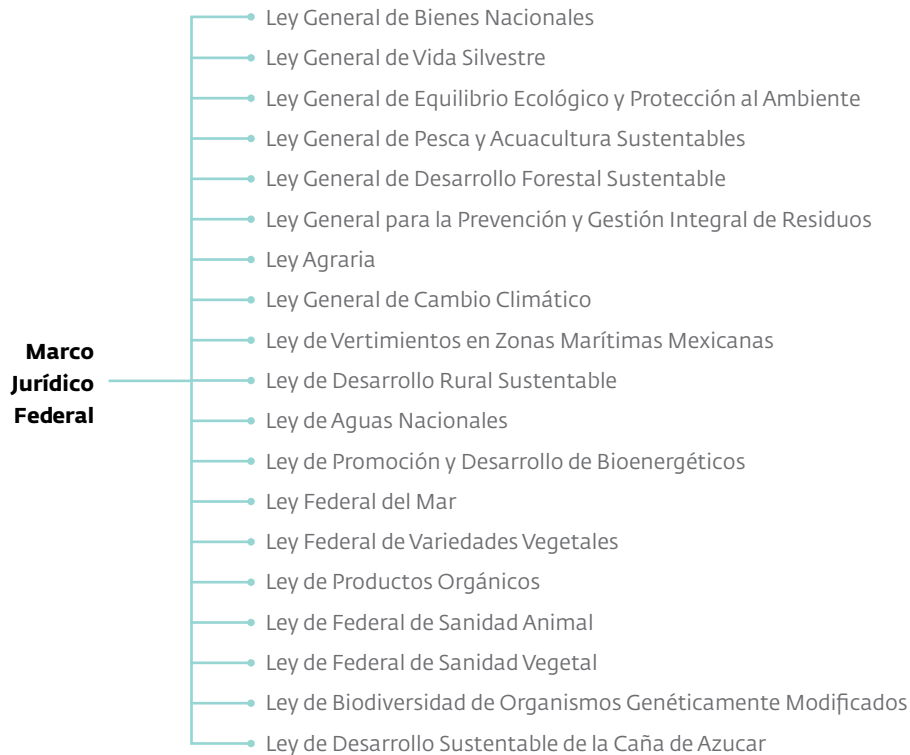 Ley General de Bienes Nacionales
Ley General de Vida Silvestre
Ley General de Equilibrio Ecológico y Protección al Ambiente
Ley General de Pesca y Acuacultura Sustentables
Ley General de Desarrollo Forestal Sustentable
Ley General para la Prevención y Gestión Integral de Residuos
Ley Agraria
Ley General de Cambio Climático
Marco
Jurídico
Federal
Ley de Vertimientos en Zonas Marítimas Mexicanas
Ley de Desarrollo Rural Sustentable
Ley de Aguas Nacionales
Ley de Promoción y Desarrollo de Bioenergéticos
Ley Federal del Mar
Ley Federal de Variedades Vegetales
Ley de Productos Orgánicos
Ley de Federal de Sanidad Animal
Ley de Federal de Sanidad Vegetal
Ley de Biodiversidad de Organismos Genéticamente Modificados
Ley de Desarrollo Sustentable de la Caña de Azucar